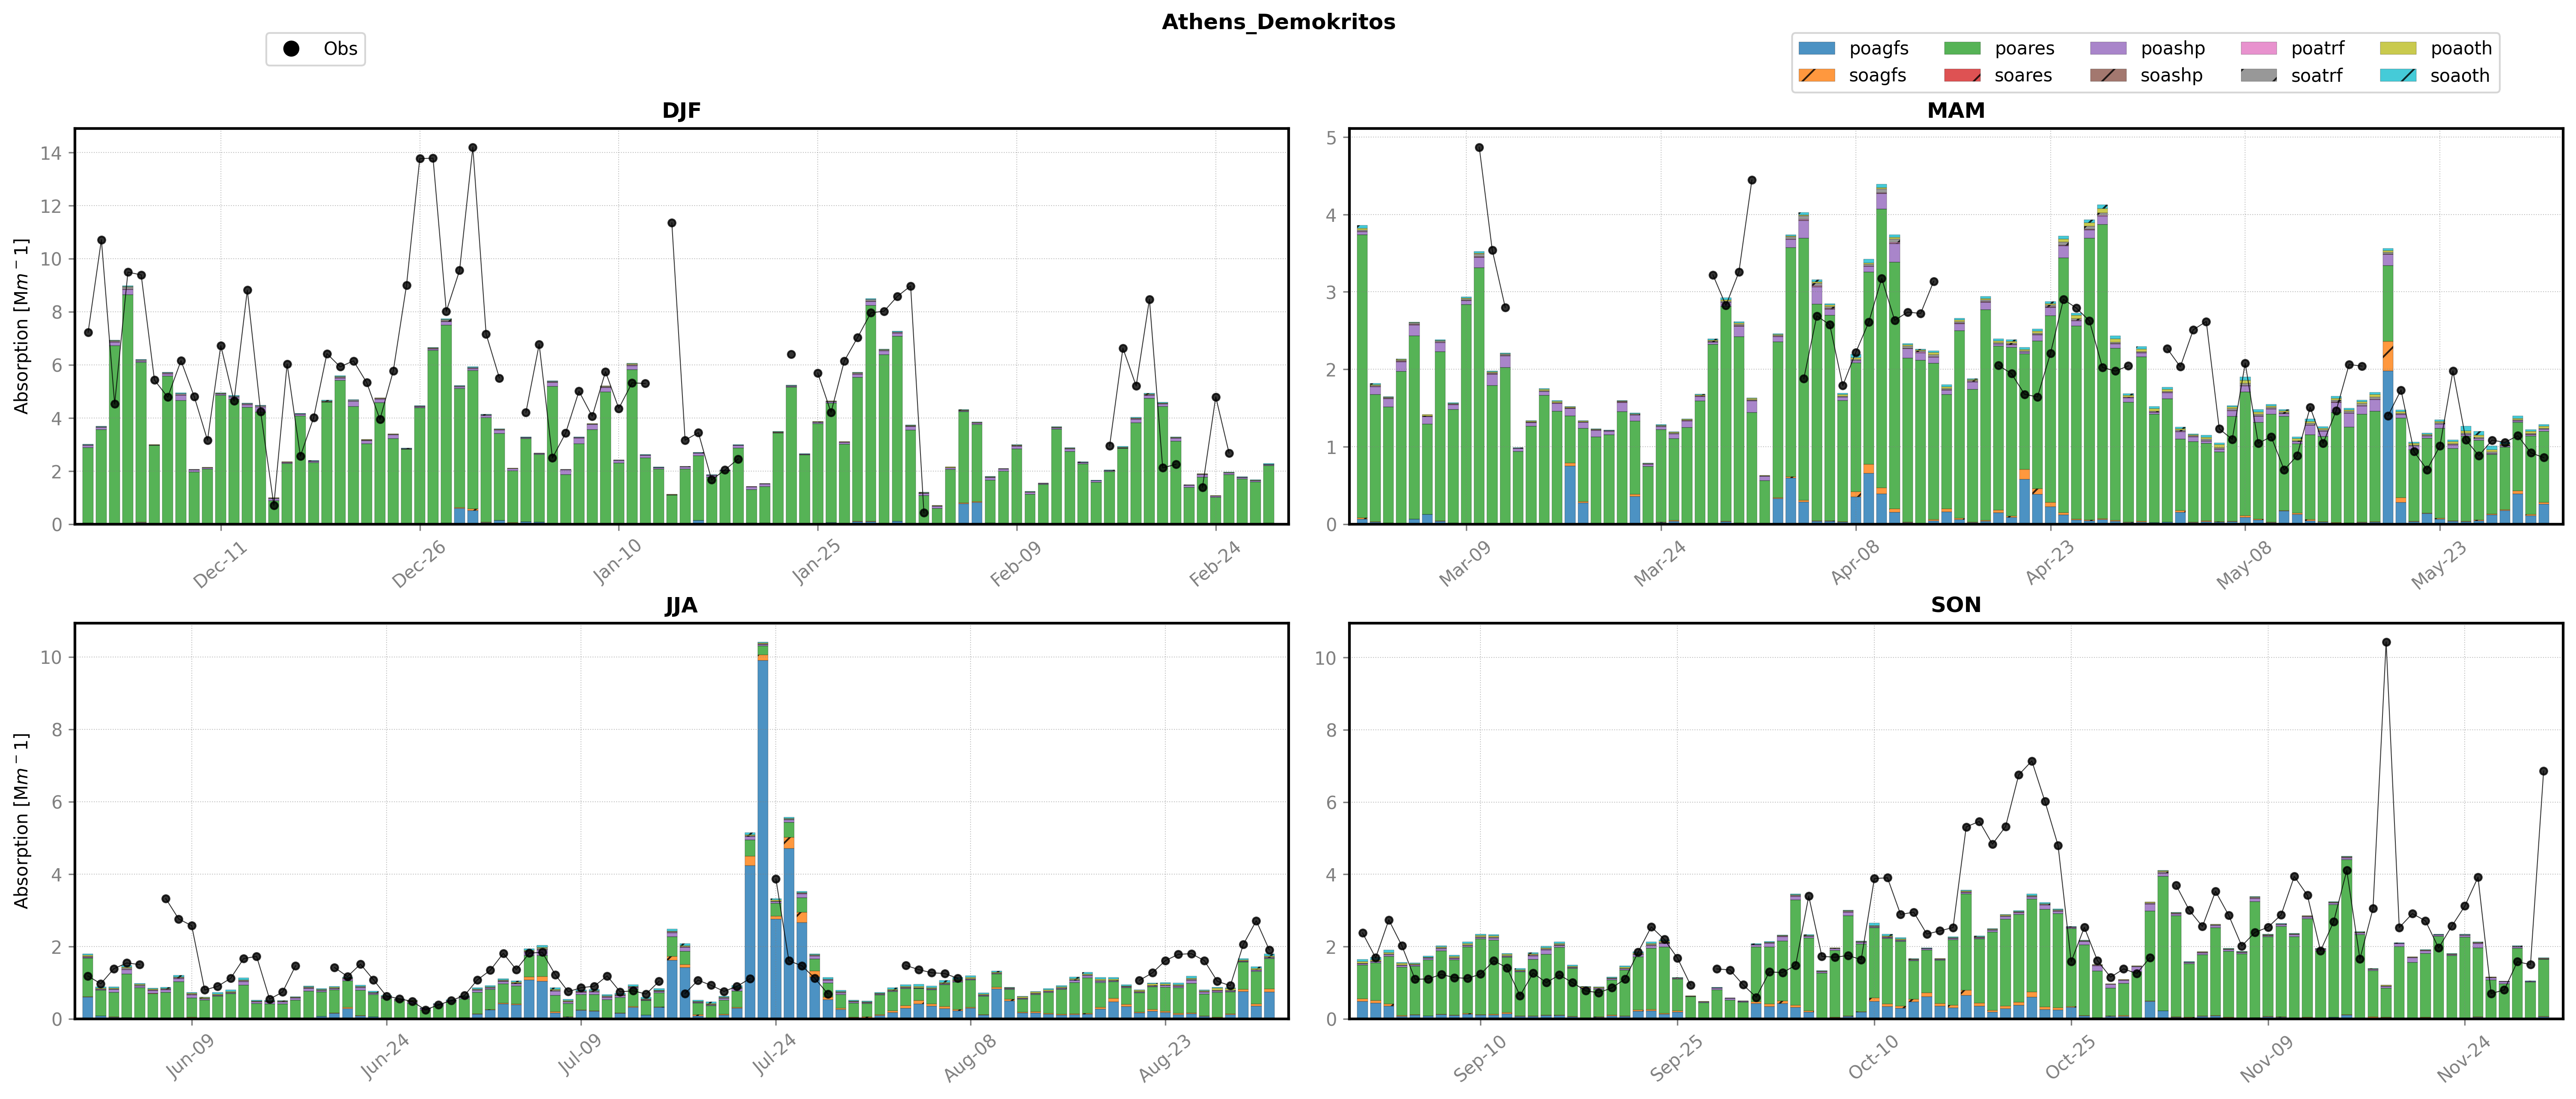 Athens_Demokritos
Obs
poagfs poares poashp poatrf poaoth
soagfs soares soashp soatrf soaoth
DJF
MAM
Absorption [Mm − 1]
14
12
10
8
6
4
2
0
Dec-11 Dec-26 Jan-10 Jan-25 Feb-09 Feb-24
5
4
3
2
1
0
Mar-09 Mar-24 Apr-08 Apr-23 May-08 May-23
JJA
SON
Absorption [Mm − 1]
10
8
6
4
2
0
Jun-09 Jun-24 Jul-09 Jul-24 Aug-08 Aug-23
10
8
6
4
2
0
Sep-10 Sep-25 Oct-10 Oct-25 Nov-09 Nov-24